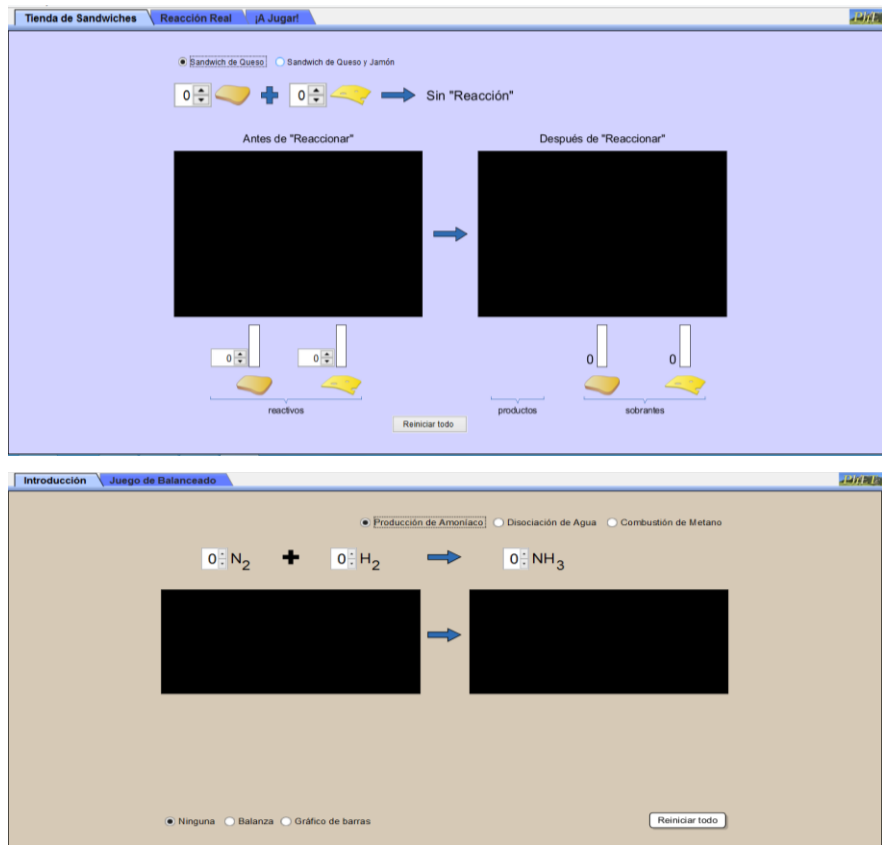 Tienda de Sandwiches Reacción Real ¡A Jugar!
Sandwich de Queso Sandwich de Queso y Jamón
0 0 Sin "Reacción"
Antes de "Reaccionar" Después de "Reaccionar"
0 0 0 0
reactivos productos sobrantes
Reiniciar todo
Introducción Juego de Balanceado
Producción de Amoníaco Disociación de Agua Combustión de Metano
0 N2 + 0 H2 0 NH3
Ninguna Balanza Gráfico de barras Reiniciar todo